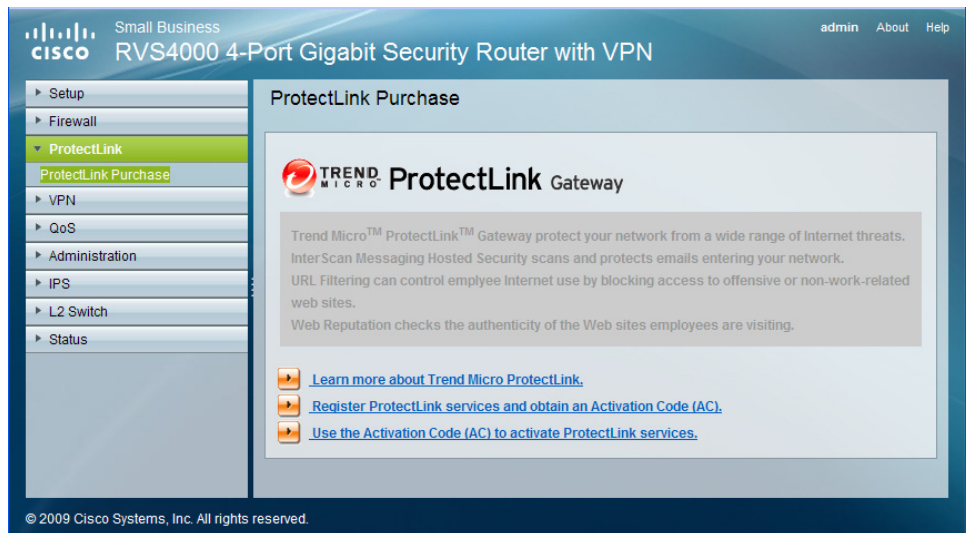 Small Business
admin About Help
CISCO RVS4000 4-Port Gigabit Security Router with VPN
Setup
Firewall
ProtectLink
ProtectLink Purchase
VPN
QoS
Administration
IPS
L2 Switch
Status
ProtectLink Purchase
TREND MICRO ProtectLink Gateway
Trend Micro™ ProtectLink™ Gateway protect your network from a wide range of Internet threats.
InterScan Messaging Hosted Security scans and protects emails entering your network.
URL Filtering can control emplyee Internet use by blocking access to offensive or non-work-related
web sites.
Web Reputation checks the authenticity of the Web sites employees are visiting.
Learn more about Trend Micro ProtectLink.
Register ProtectLink services and obtain an Activation Code (AC).
Use the Activation Code (AC) to activate ProtectLink services.
© 2009 Cisco Systems, Inc. All rights reserved.